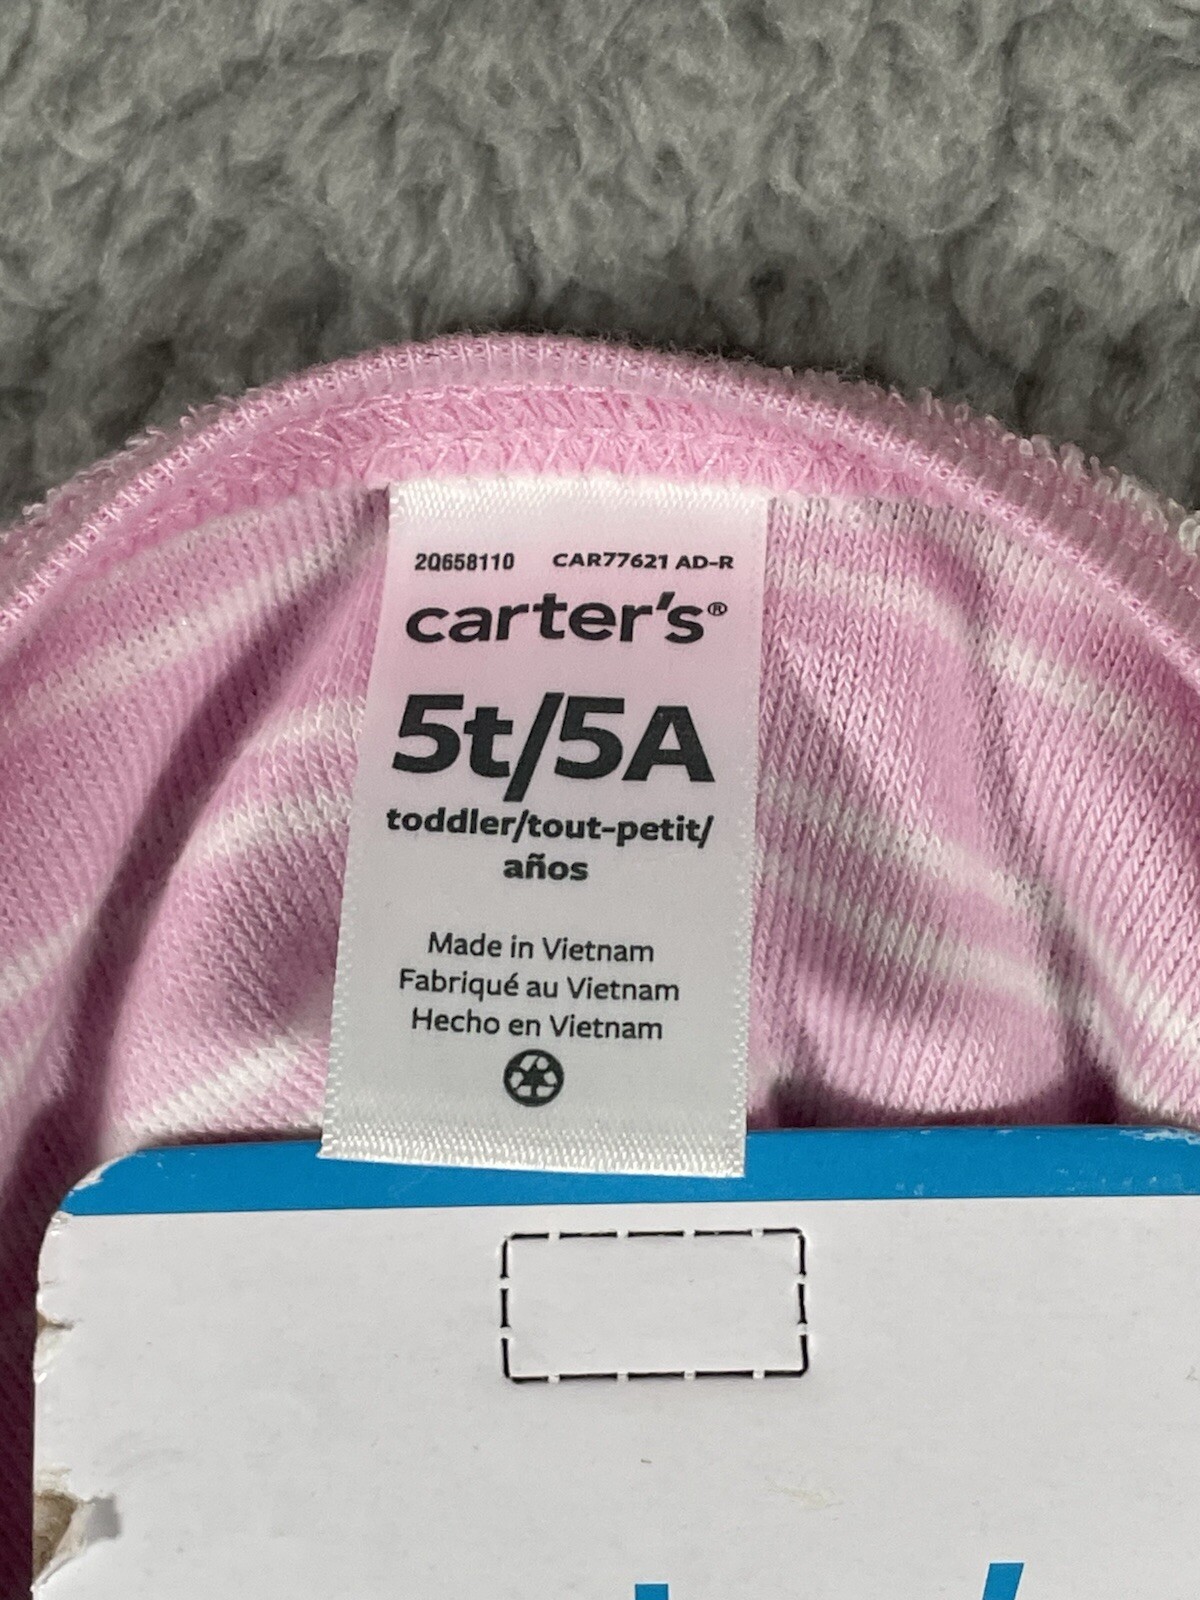 2Q658110 CAR77621 AD-R
carter's®
5t/5A
toddler/tout-petit/
años
Made in Vietnam
Fabriqué au Vietnam
Hecho en Vietnam